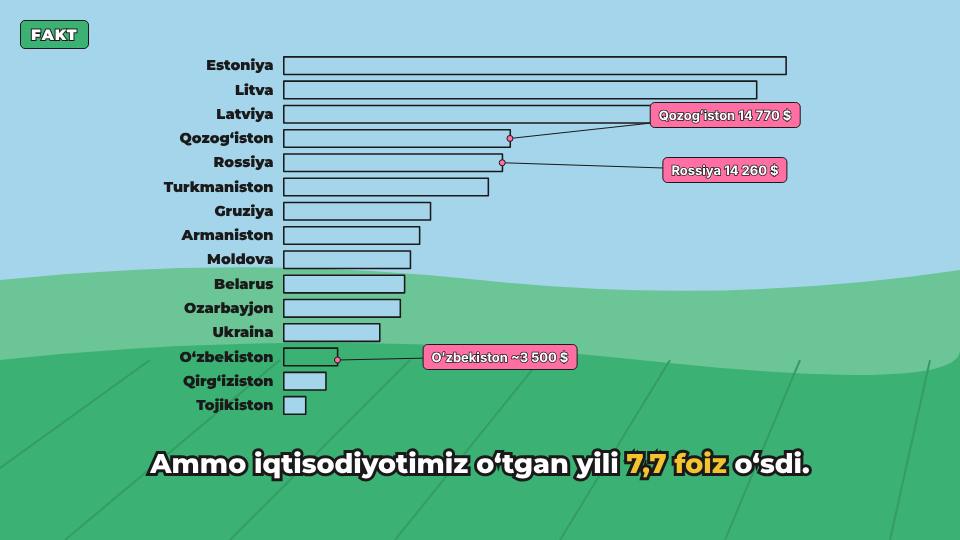 FAKT
Estoniya
Litva
Latviya
Qozog‘iston
Qozog‘iston 14 770 $
Rossiya
Rossiya 14 260 $
Turkmaniston
Gruziya
Armaniston
Moldova
Belarus
Ozarbayjon
Ukraina
O‘zbekiston
O‘zbekiston ~3 500 $
Qirg‘iziston
Tojikiston
Ammo iqtisodiyotimiz o‘tgan yili 7,7 foiz o‘sdi.